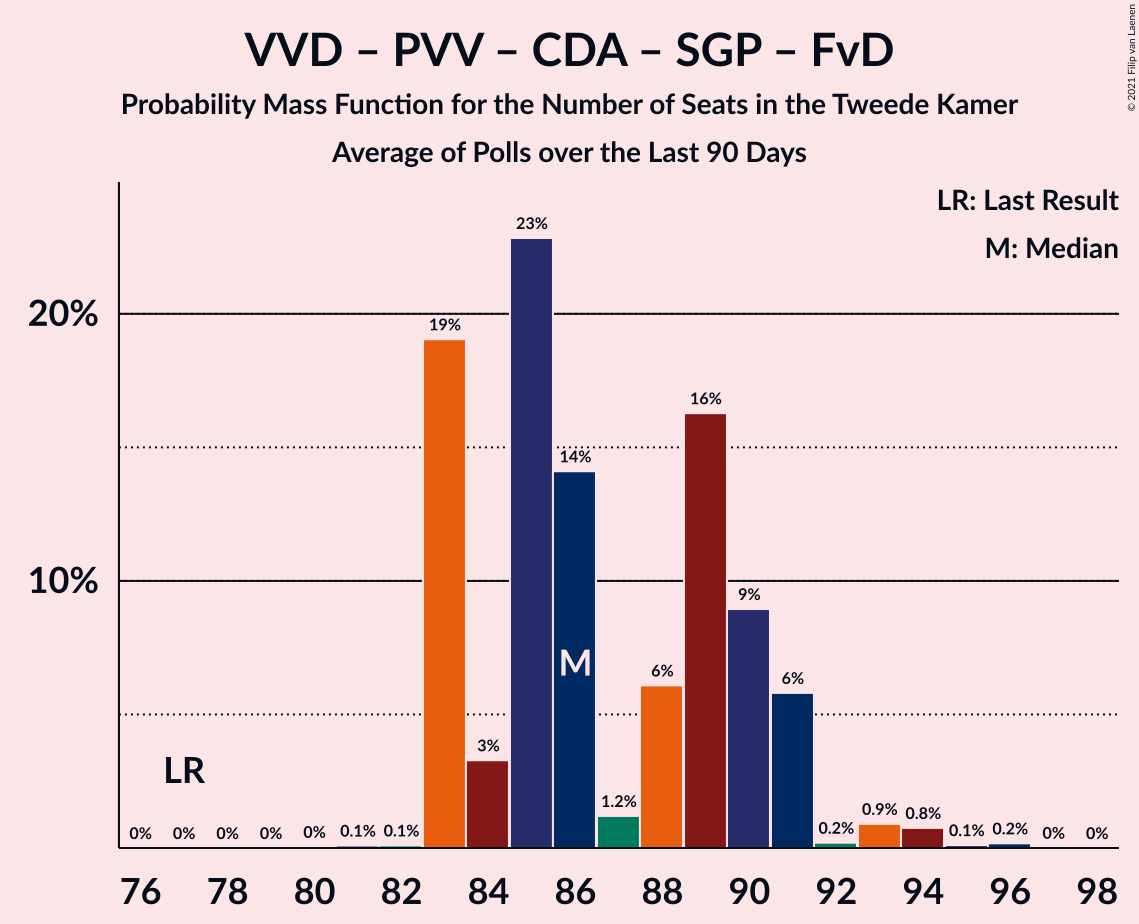 VVD – PVV – CDA – SGP – FvD
Probability Mass Function for the Number of Seats in the Tweede Kamer
Average of Polls over the Last 90 Days
© 2021 Filip van Laenen
LR: Last Result
M: Median
20%
10%
0% 0% 0% 0% 0% 0.1% 0.1% 19% 3% 23% 14% 1.2% 6% 16% 9% 6% 0.2% 0.9% 0.8% 0.1% 0.2% 0% 0%
M
LR
76 78 80 82 84 86 88 90 92 94 96 98